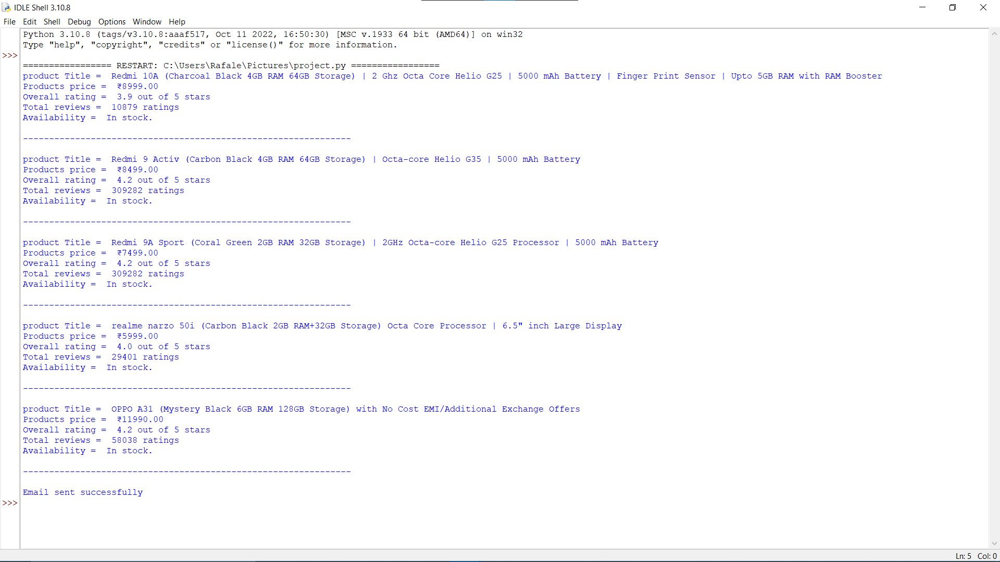 IDLE Shell 3.10.8
File Edit Shell Debug Options Window Help
Python 3.10.8 (tags/v3.10.8:aaaf517, Oct 11 2022, 16:50:30) [MSC v.1933 64 bit (AMD64)] on win32
Type "help", "copyright", "credits" or "license()" for more information.
>>>
================= RESTART: C:\Users\Rafale\Pictures\project.py =================
product Title =  Redmi 10A (Charcoal Black 4GB RAM 64GB Storage) | 2 Ghz Octa Core Helio G25 | 5000 mAh Battery | Finger Print Sensor | Upto 5GB RAM with RAM Booster
Products price =  ₹8999.00
Overall rating =  3.9 out of 5 stars
Total reviews =  10879 ratings
Availability =  In stock.
---------------------------------------------------------------
product Title =  Redmi 9 Activ (Carbon Black 4GB RAM 64GB Storage) | Octa-core Helio G35 | 5000 mAh Battery
Products price =  ₹8499.00
Overall rating =  4.2 out of 5 stars
Total reviews =  309282 ratings
Availability =  In stock.
---------------------------------------------------------------
product Title =  Redmi 9A Sport (Coral Green 2GB RAM 32GB Storage) | 2GHz Octa-core Helio G25 Processor | 5000 mAh Battery
Products price =  ₹7499.00
Overall rating =  4.2 out of 5 stars
Total reviews =  309282 ratings
Availability =  In stock.
---------------------------------------------------------------
product Title =  realme narzo 50i (Carbon Black 2GB RAM+32GB Storage) Octa Core Processor | 6.5" inch Large Display
Products price =  ₹5999.00
Overall rating =  4.0 out of 5 stars
Total reviews =  29401 ratings
Availability =  In stock.
---------------------------------------------------------------
product Title =  OPPO A31 (Mystery Black 6GB RAM 128GB Storage) with No Cost EMI/Additional Exchange Offers
Products price =  ₹11990.00
Overall rating =  4.2 out of 5 stars
Total reviews =  58038 ratings
Availability =  In stock.
---------------------------------------------------------------
Email sent successfully
>>>
Ln: 5 Col: 0